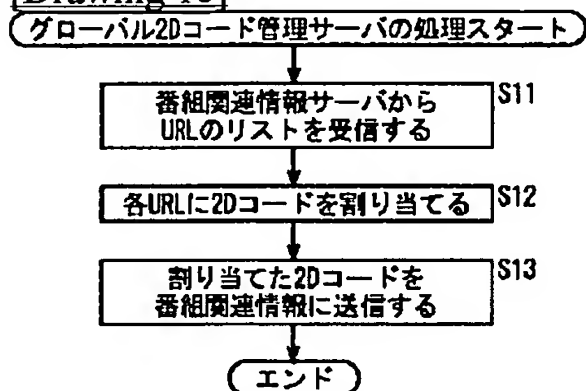 [Drawing 10]
グローバル2Dコード管理サーバの処理スタート
番組関連情報サーバから
URLのリストを受信する
S11
各URLに2Dコードを割り当てる
S12
割り当てた2Dコードを
番組関連情報に送信する
S13
エンド